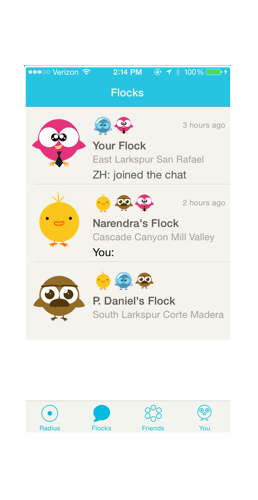 Verizon 2:14 PM 100%
Flocks
3 hours ago
Your Flock
East Larkspur San Rafael
ZH: joined the chat
2 hours ago
Narendra's Flock
Cascade Canyon Mill Valley
You:
P. Daniel's Flock
South Larkspur Corte Madera
Radius Flocks Friends You